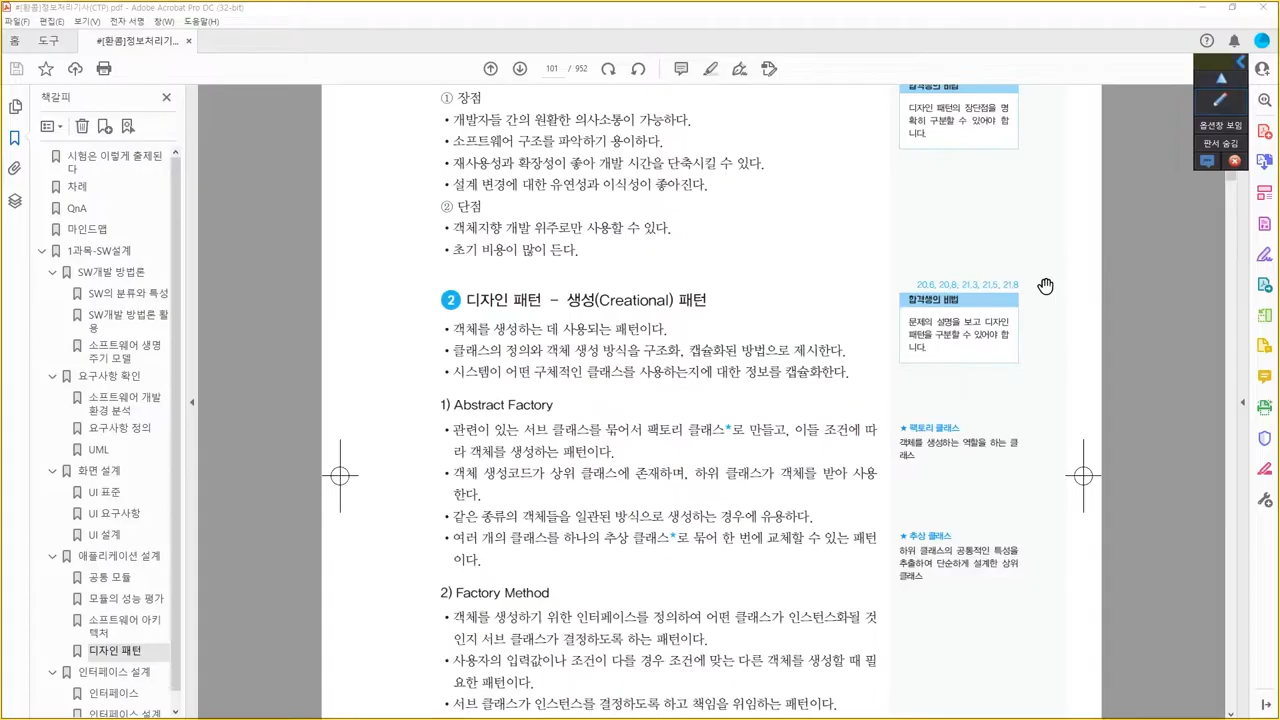 #[환콤]정보처리기사(CTP).pdf - Adobe Acrobat Pro DC (32-bit)
파일(F) 편집(E) 보기(V) 전자 서명 창(W) 도움말(H)
홈 도구 #[환콤]정보처리기... ×
101 / 952
책갈피
시험은 이렇게 출제된
다
차례
QnA
마인드맵
1과목-SW설계
SW개발 방법론
SW의 분류와 특성
SW개발 방법론 활
용
소프트웨어 생명
주기 모델
요구사항 확인
소프트웨어 개발
환경 분석
요구사항 정의
UML
화면 설계
UI 표준
UI 요구사항
UI 설계
애플리케이션 설계
공통 모듈
모듈의 성능 평가
소프트웨어 아키
텍처
디자인 패턴
인터페이스 설계
인터페이스
인터페이스 설계
① 장점
• 개발자들 간의 원활한 의사소통이 가능하다.
• 소프트웨어 구조를 파악하기 용이하다.
• 재사용성과 확장성이 좋아 개발 시간을 단축시킬 수 있다.
• 설계 변경에 대한 유연성과 이식성이 좋아진다.
② 단점
• 객체지향 개발 위주로만 사용할 수 있다.
• 초기 비용이 많이 든다.
2 디자인 패턴 - 생성(Creational) 패턴
• 객체를 생성하는 데 사용되는 패턴이다.
• 클래스의 정의와 객체 생성 방식을 구조화, 캡슐화된 방법으로 제시한다.
• 시스템이 어떤 구체적인 클래스를 사용하는지에 대한 정보를 캡슐화한다.
1) Abstract Factory
• 관련이 있는 서브 클래스를 묶어서 팩토리 클래스*로 만들고, 이들 조건에 따
라 객체를 생성하는 패턴이다.
• 객체 생성코드가 상위 클래스에 존재하며, 하위 클래스가 객체를 받아 사용
한다.
• 같은 종류의 객체들을 일관된 방식으로 생성하는 경우에 유용하다.
• 여러 개의 클래스를 하나의 추상 클래스*로 묶어 한 번에 교체할 수 있는 패턴
이다.
2) Factory Method
• 객체를 생성하기 위한 인터페이스를 정의하여 어떤 클래스가 인스턴스화될 것
인지 서브 클래스가 결정하도록 하는 패턴이다.
• 사용자의 입력값이나 조건이 다를 경우 조건에 맞는 다른 객체를 생성할 때 필
요한 패턴이다.
• 서브 클래스가 인스턴스를 결정하도록 하고 책임을 위임하는 패턴이다.
합격생의 비법
디자인 패턴의 장단점을 명
확히 구분할 수 있어야 합
니다.
20.6, 20.8, 21.3, 21.5, 21.8
합격생의 비법
문제의 설명을 보고 디자인
패턴을 구분할 수 있어야 합
니다.
★ 팩토리 클래스
객체를 생성하는 역할을 하는 클
래스
★ 추상 클래스
하위 클래스의 공통적인 특성을
추출하여 단순하게 설계한 상위
클래스
옵션창 보임
판서 숨김